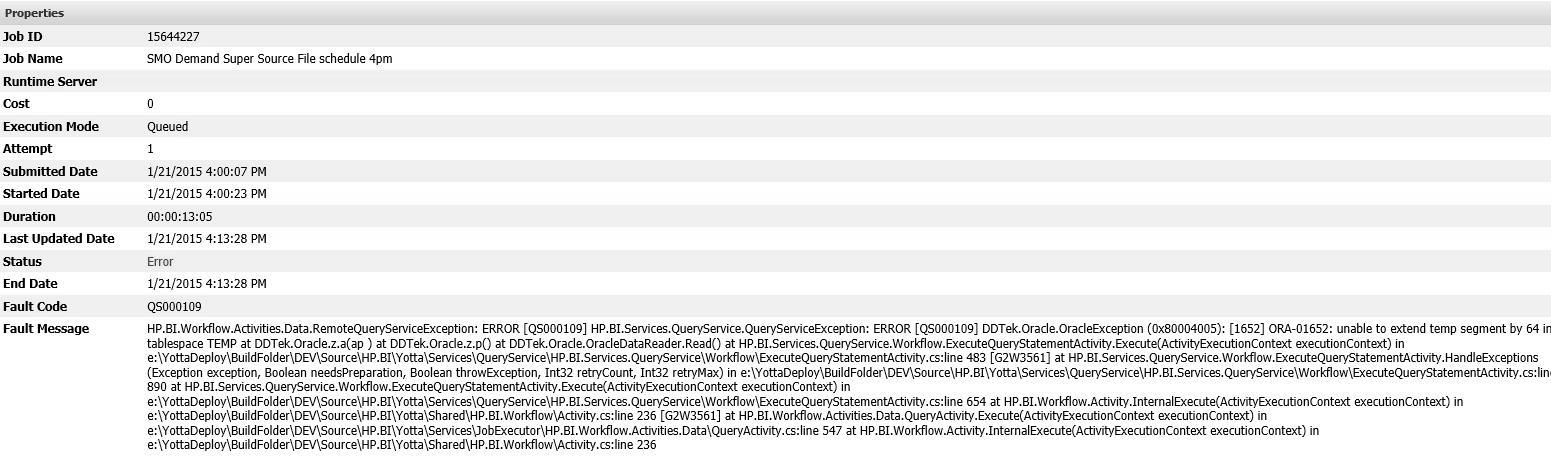 Properties
Job ID 15644227
Job Name SMO Demand Super Source File schedule 4pm
Runtime Server
Cost 0
Execution Mode Queued
Attempt 1
Submitted Date 1/21/2015 4:00:07 PM
Started Date 1/21/2015 4:00:23 PM
Duration 00:00:13:05
Last Updated Date 1/21/2015 4:13:28 PM
Status Error
End Date 1/21/2015 4:13:28 PM
Fault Code QS000109
Fault Message HP.BI.Workflow.Activities.Data.RemoteQueryServiceException: ERROR [QS000109] HP.BI.Services.QueryService.QueryServiceException: ERROR [QS000109] DDTek.Oracle.OracleException (0x80004005): [1652] ORA-01652: unable to extend temp segment by 64 in
tablespace TEMP at DDTek.Oracle.z.a(ap ) at DDTek.Oracle.z.p() at DDTek.Oracle.OracleDataReader.Read() at HP.BI.Services.QueryService.Workflow.ExecuteQueryStatementActivity.Execute(ActivityExecutionContext executionContext) in
e:\YottaDeploy\BuildFolder\DEV\Source\HP.BI\Yotta\Services\QueryService\HP.BI.Services.QueryService\Workflow\ExecuteQueryStatementActivity.cs:line 483 [G2W3561] at HP.BI.Services.QueryService.Workflow.ExecuteQueryStatementActivity.HandleExceptions
(Exception exception, Boolean needsPreparation, Boolean throwException, Int32 retryCount, Int32 retryMax) in e:\YottaDeploy\BuildFolder\DEV\Source\HP.BI\Yotta\Services\QueryService\HP.BI.Services.QueryService\Workflow\ExecuteQueryStatementActivity.cs:line
890 at HP.BI.Services.QueryService.Workflow.ExecuteQueryStatementActivity.Execute(ActivityExecutionContext executionContext) in
e:\YottaDeploy\BuildFolder\DEV\Source\HP.BI\Yotta\Services\QueryService\HP.BI.Services.QueryService\Workflow\ExecuteQueryStatementActivity.cs:line 654 at HP.BI.Workflow.Activity.InternalExecute(ActivityExecutionContext executionContext) in
e:\YottaDeploy\BuildFolder\DEV\Source\HP.BI\Yotta\Shared\HP.BI.Workflow\Activity.cs:line 236 [G2W3561] at HP.BI.Workflow.Activities.Data.QueryActivity.Execute(ActivityExecutionContext executionContext) in
e:\YottaDeploy\BuildFolder\DEV\Source\HP.BI\Yotta\Services\JobExecutor\HP.BI.Workflow.Activities.Data\QueryActivity.cs:line 547 at HP.BI.Workflow.Activity.InternalExecute(ActivityExecutionContext executionContext) in
e:\YottaDeploy\BuildFolder\DEV\Source\HP.BI\Yotta\Shared\HP.BI.Workflow\Activity.cs:line 236